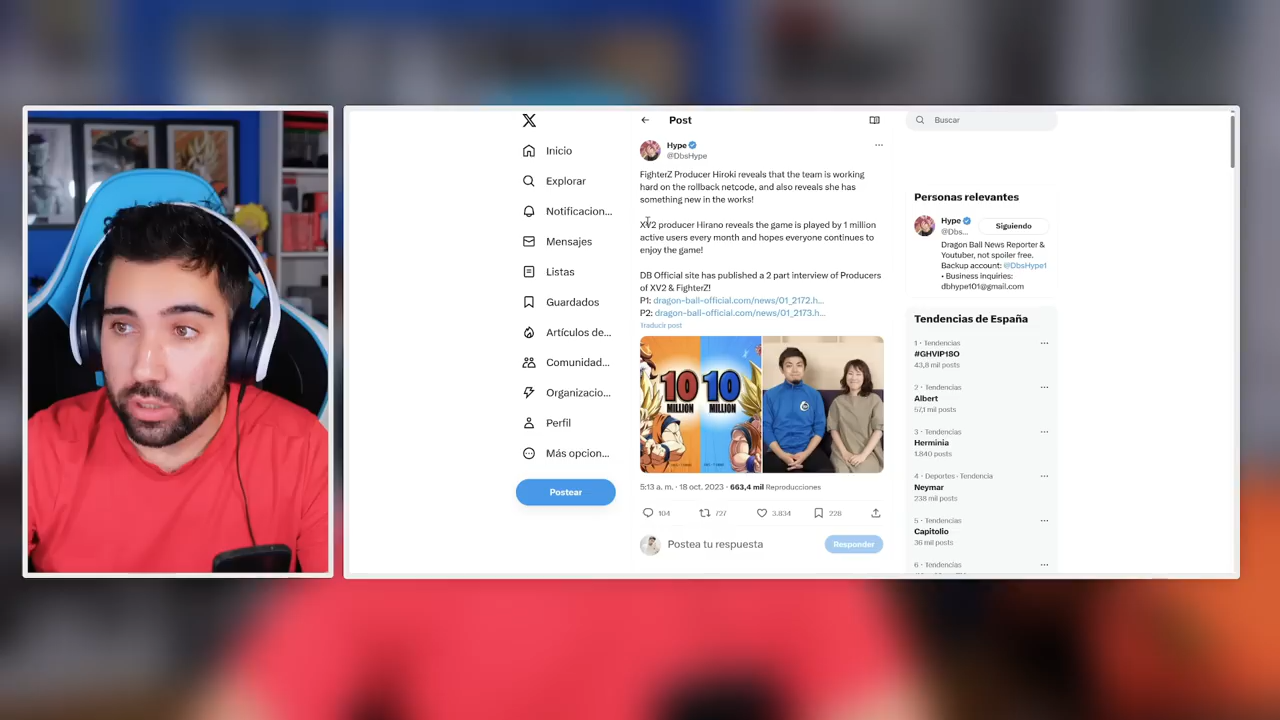 Inicio
Explorar
Notificacion...
Mensajes
Listas
Guardados
Artículos de...
Comunidad...
Organizacio...
Perfil
Más opcion...
Postear
Post
Hype
@DbsHype
FighterZ Producer Hiroki reveals that the team is working
hard on the rollback netcode, and also reveals she has
something new in the works!
XV2 producer Hirano reveals the game is played by 1 million
active users every month and hopes everyone continues to
enjoy the game!
DB Official site has published a 2 part interview of Producers
of XV2 & FighterZ!
P1: dragon-ball-official.com/news/01_2172.h...
P2: dragon-ball-official.com/news/01_2173.h...
Traducir post
10 MILLION
10 MILLION
5:13 a. m. · 18 oct. 2023 · 663,4 mil Reproducciones
104 727 3.834 228
Postea tu respuesta
Responder
Buscar
Personas relevantes
Hype
@Dbs...
Siguiendo
Dragon Ball News Reporter &
Youtuber, not spoiler free.
Backup account: @DbsHype1
• Business inquiries:
dbhype101@gmail.com
Tendencias de España
1 · Tendencias
#GHVIP18O
43,8 mil posts
2 · Tendencias
Albert
57,1 mil posts
3 · Tendencias
Herminia
1.840 posts
4 · Deportes · Tendencia
Neymar
238 mil posts
5 · Tendencias
Capitolio
36 mil posts
6 · Tendencias